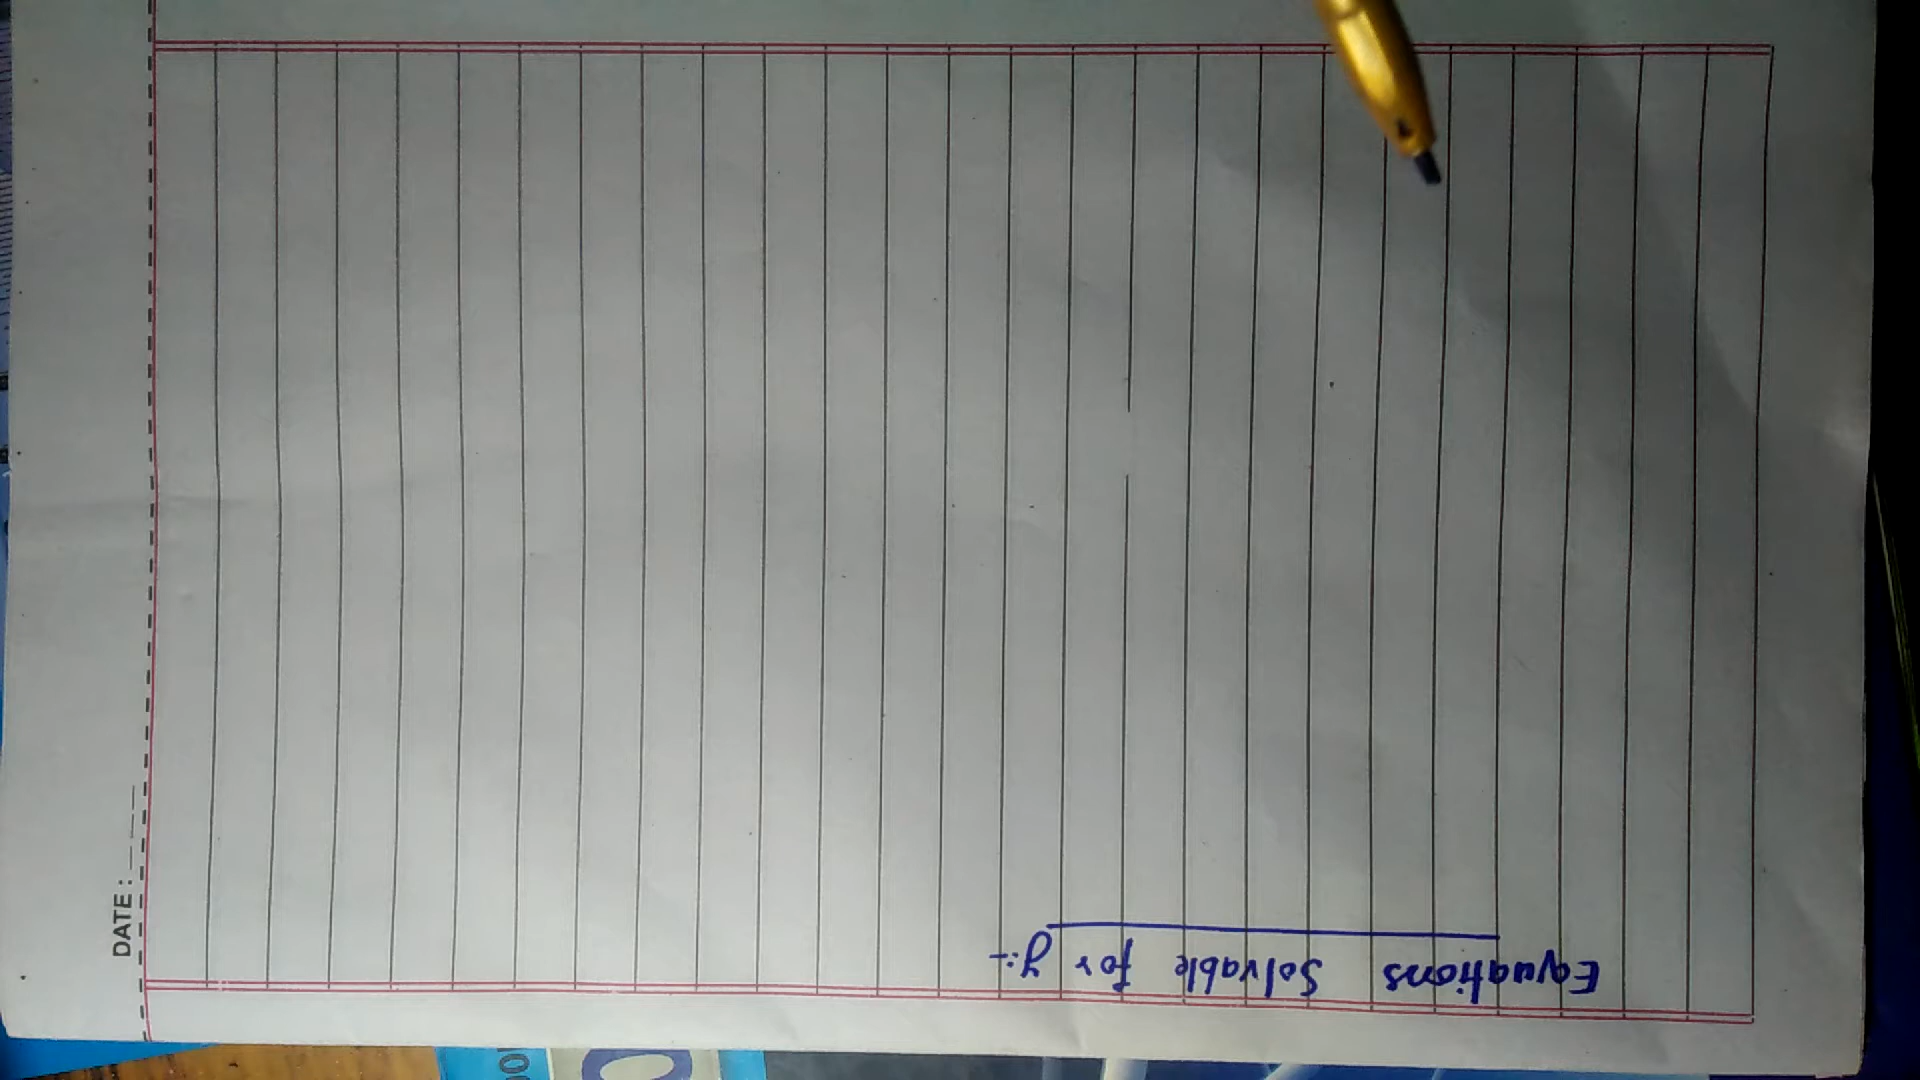 Equations Solvable for y:-
DATE :